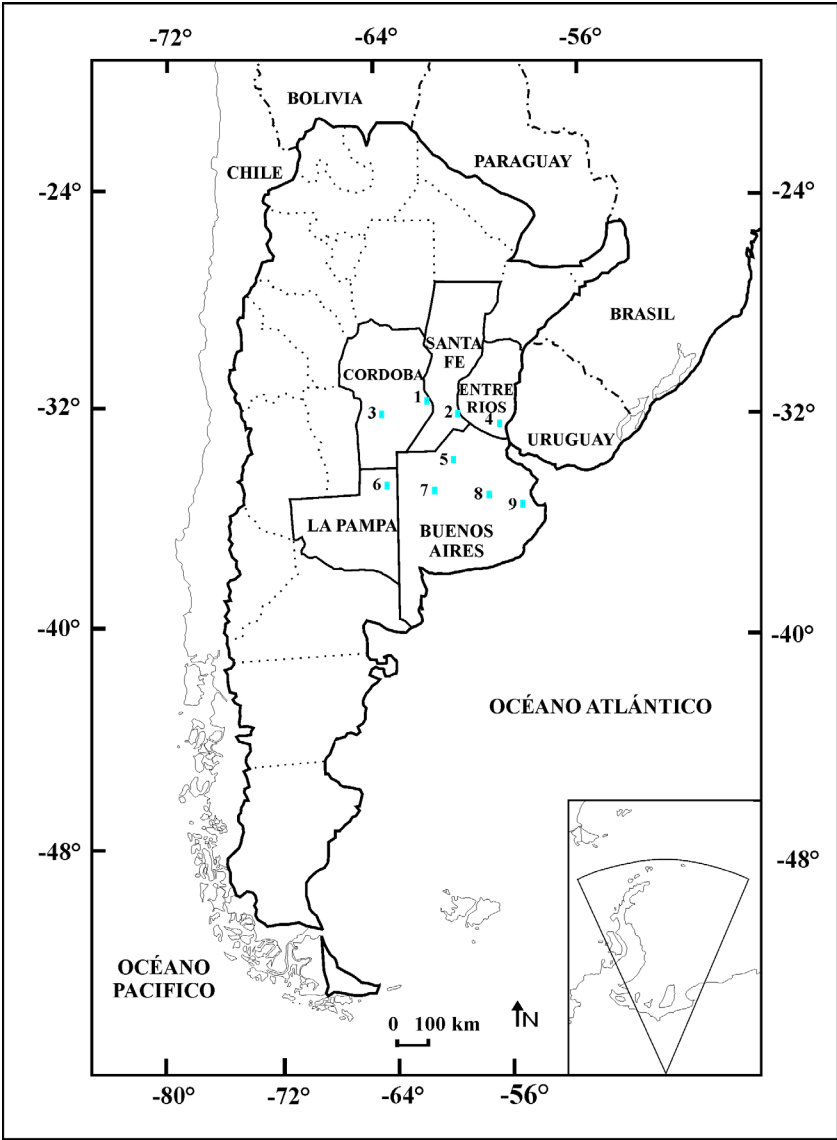 -72° -64° -56°
BOLIVIA
PARAGUAY
CHILE
-24° -24°
BRASIL
SANTA
FE
CORDOBA
ENTRE
RIOS
1
2
3
4
-32° -32°
URUGUAY
5
6
7
8
9
LA PAMPA
BUENOS
AIRES
-40° -40°
OCÉANO ATLÁNTICO
-48° -48°
OCÉANO
PACIFICO
0 100 km
N
-80° -72° -64° -56°